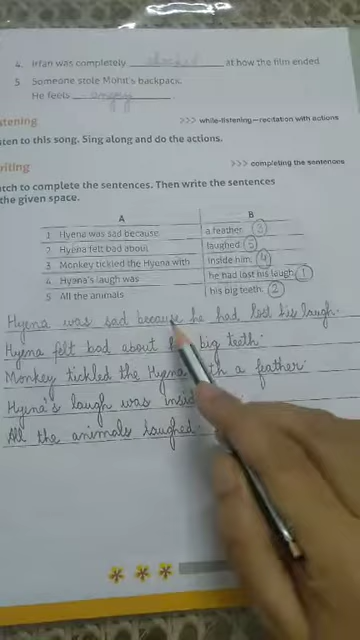 4. Irfan was completely shocked at how the film ended
5. Someone stole Mohit's backpack.
He feels angry.
stening
>>> while-listening—recitation with actions
sten to this song. Sing along and do the actions.
riting
>>> completing the sentences
atch to complete the sentences. Then write the sentences
the given space.
A B
1 Hyena was sad because a feather. 3
2 Hyena felt bad about laughed. 5
3 Monkey tickled the Hyena with inside him. 4
4 Hyena's laugh was he had lost his laugh. 1
5 All the animals his big teeth. 2
Hyena was sad because he had lost his laugh.
Hyena felt bad about big teeth.
Monkey tickled the Hyena a feather.
Hyena's laugh was
All the animals laughed.